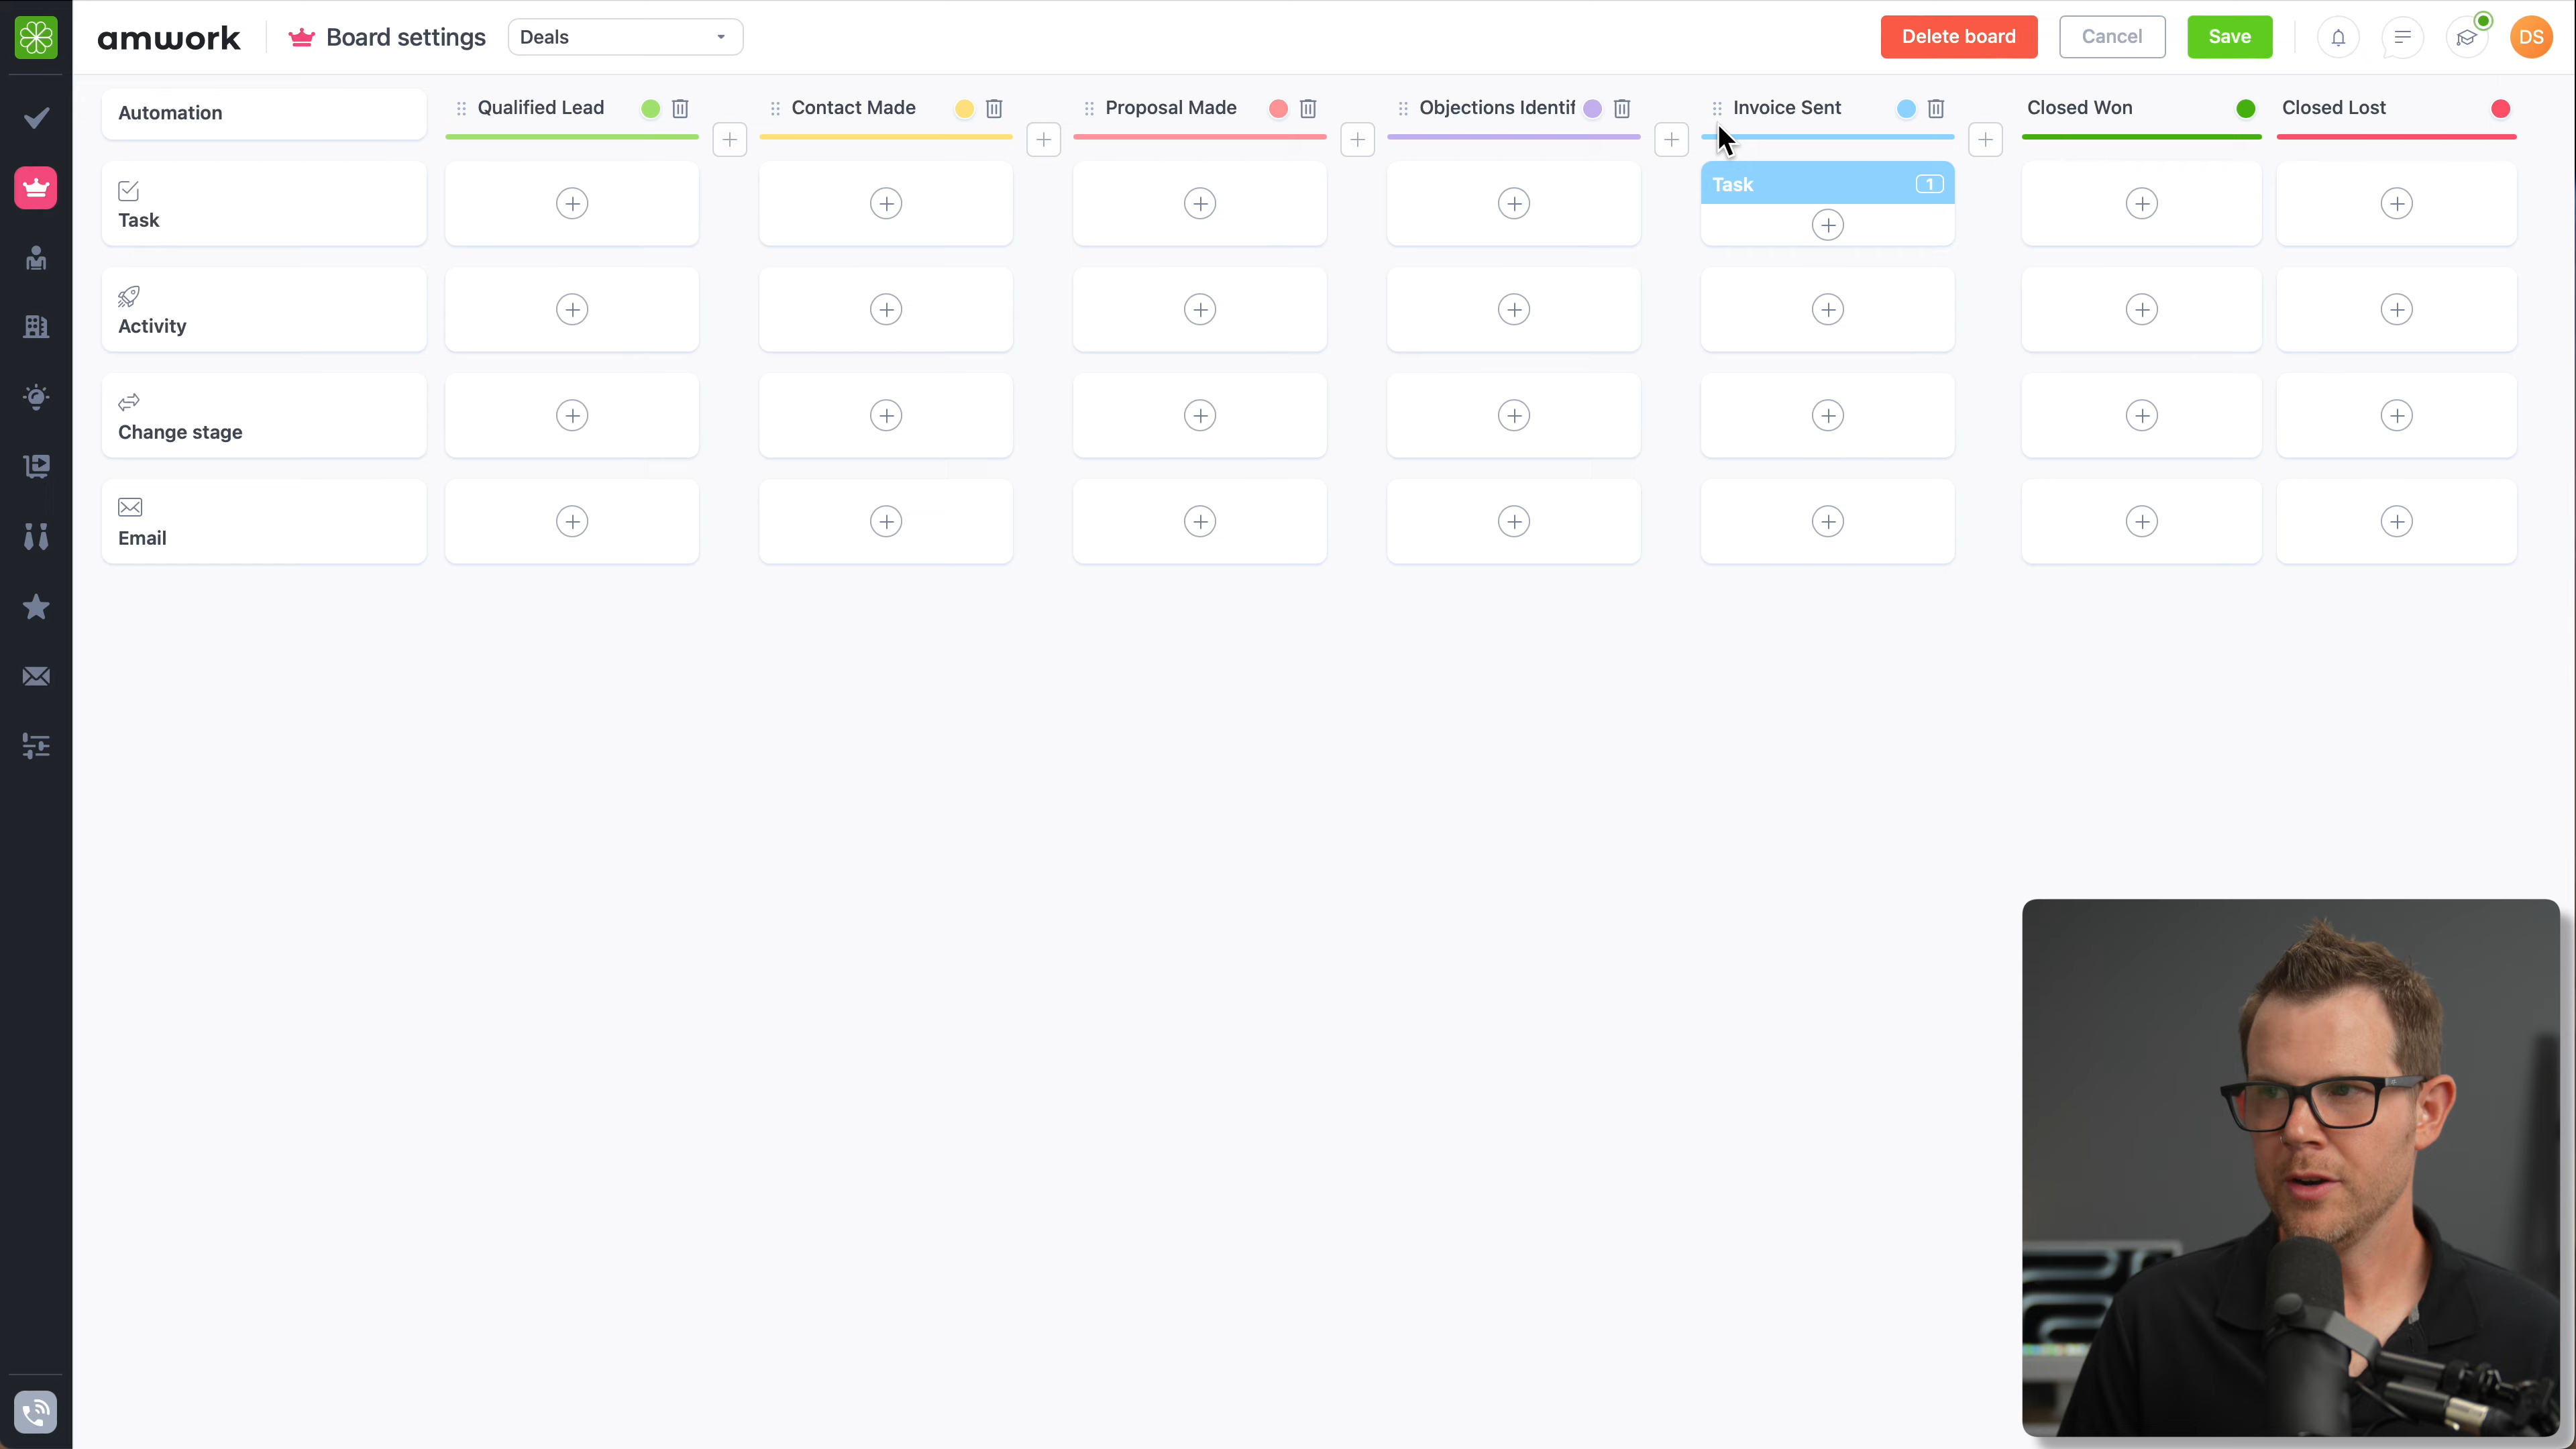 amwork
Board settings
Deals
Delete board
Cancel
Save
DS
Automation
Qualified Lead
Contact Made
Proposal Made
Objections Identif
Invoice Sent
Closed Won
Closed Lost
Task
Task 1
Activity
Change stage
Email